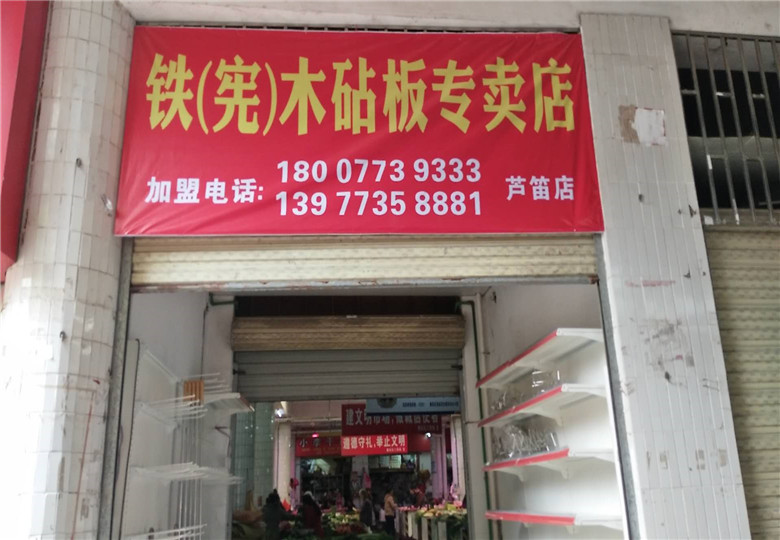 铁(宪)木砧板专卖店
加盟电话:
180 0773 9333
139 7735 8881
芦笛店
遵德守礼,举止文明